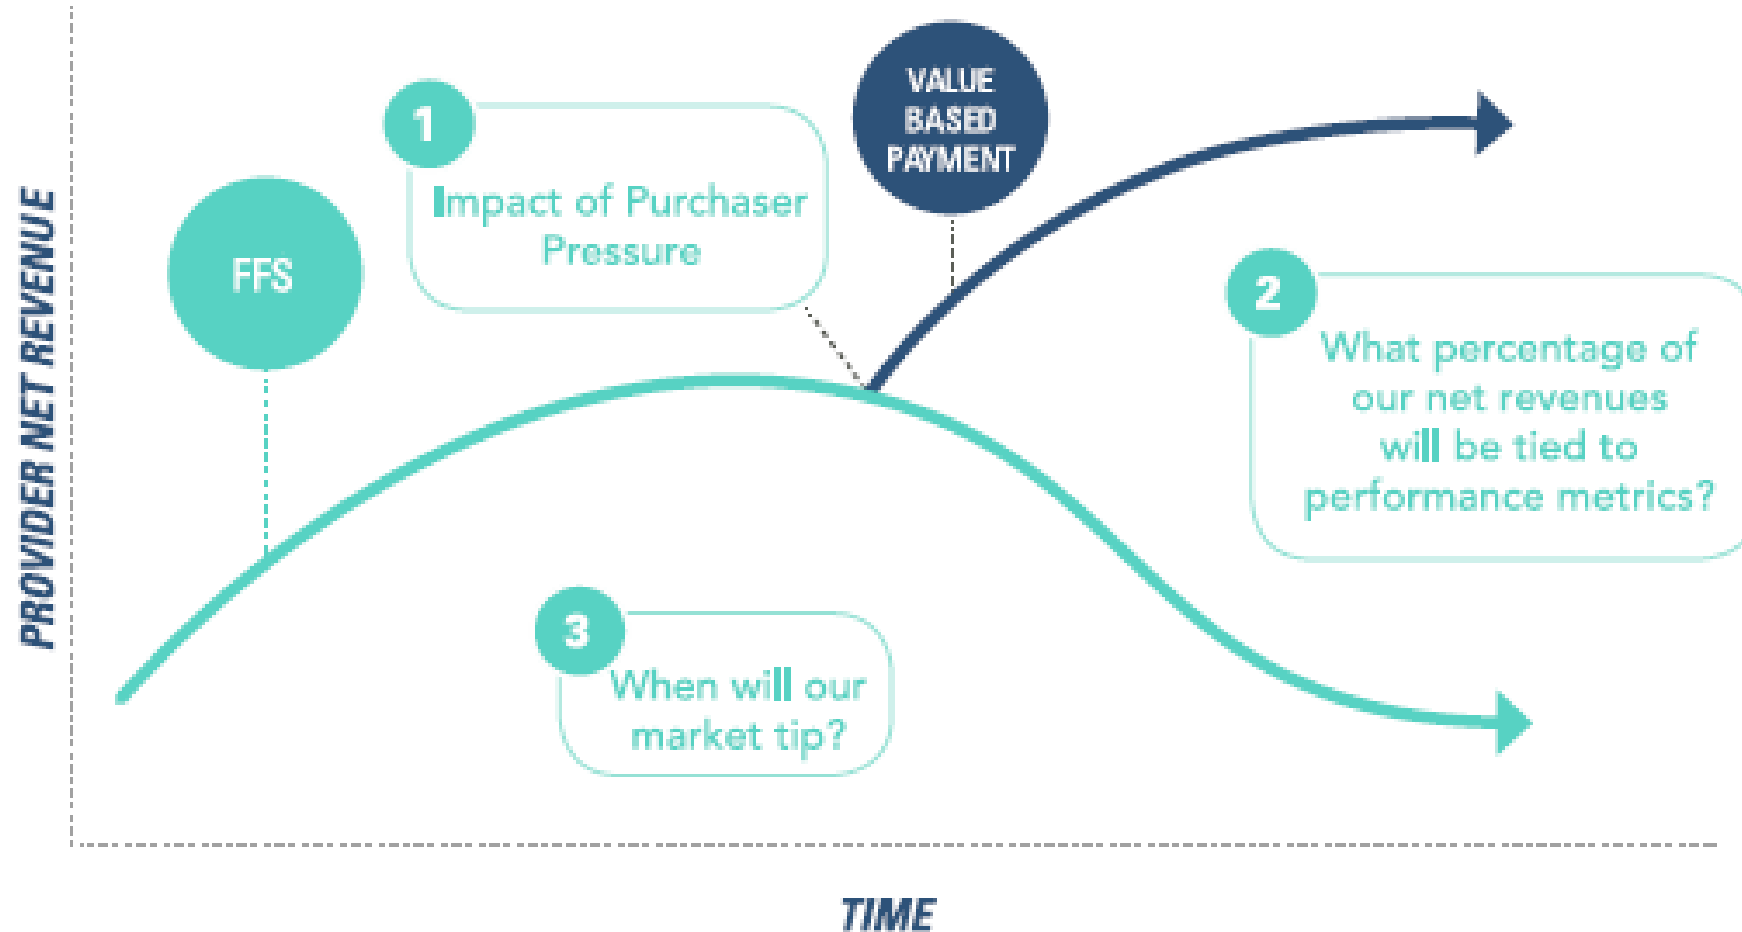 PROVIDER NET REVENUE
FFS
1
Impact of Purchaser
Pressure
VALUE
BASED
PAYMENT
2
What percentage of
our net revenues
will be tied to
performance metrics?
3
When will our
market tip?
TIME